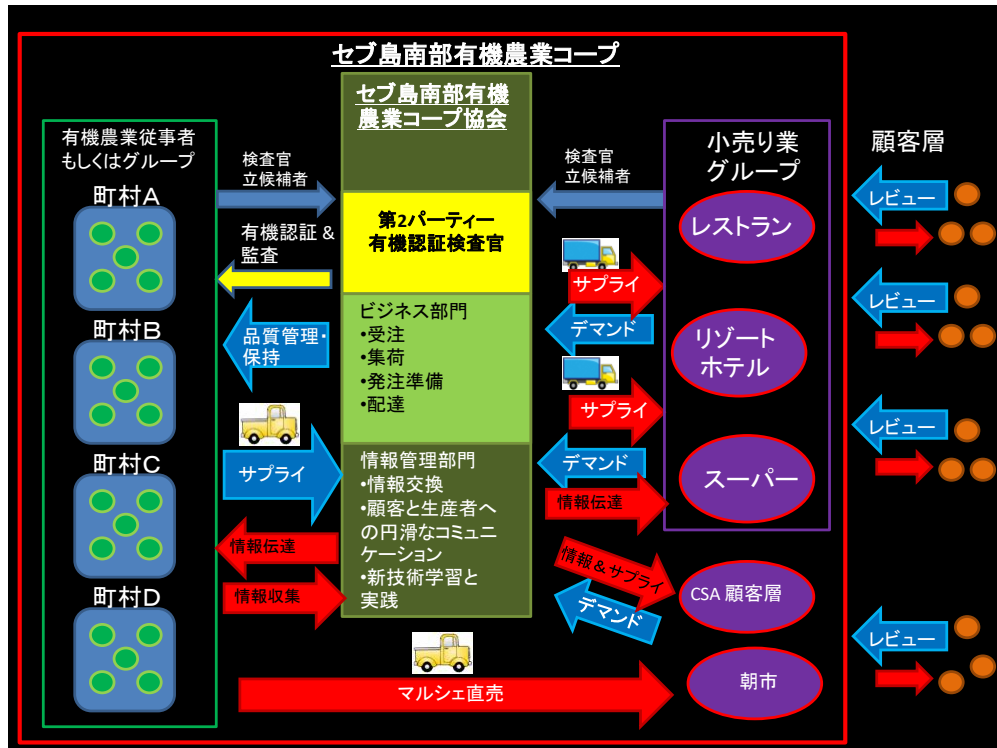 セブ島南部有機農業コープ
セブ島南部有機
農業コープ協会
有機農業従事者
もしくはグループ
町村A
町村B
町村C
町村D
検査官
立候補者
有機認証 &
監査
品質管理・
保持
サプライ
情報伝達
情報収集
第2パーティー
有機認証検査官
ビジネス部門
•受注
•集荷
•発注準備
•配達
情報管理部門
•情報交換
•顧客と生産者へ
の円滑なコミュニ
ケーション
•新技術学習と
実践
検査官
立候補者
サプライ
デマンド
サプライ
デマンド
情報伝達
情報&サプライ
デマンド
マルシェ直売
小売り業
グループ
レストラン
リゾート
ホテル
スーパー
CSA 顧客層
朝市
顧客層
レビュー
レビュー
レビュー
レビュー